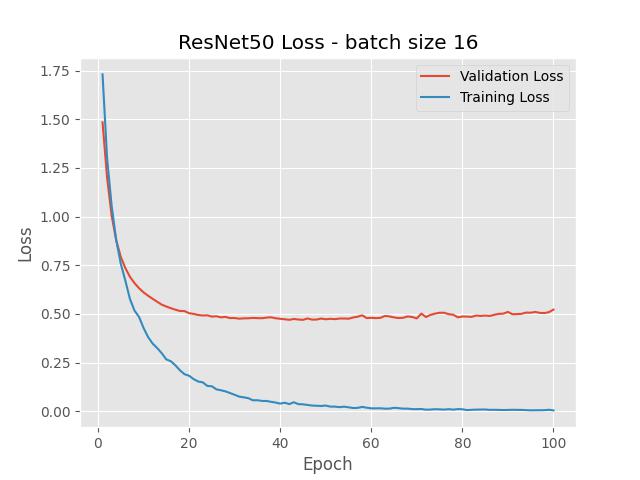 ResNet50 Loss - batch size 16
Validation Loss
Training Loss
Loss
1.75
1.50
1.25
1.00
0.75
0.50
0.25
0.00
0 20 40 60 80 100
Epoch